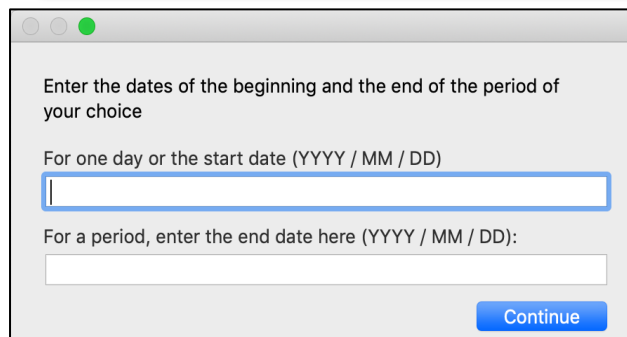 Enter the dates of the beginning and the end of the period of
your choice
For one day or the start date (YYYY / MM / DD)
For a period, enter the end date here (YYYY / MM / DD):
Continue